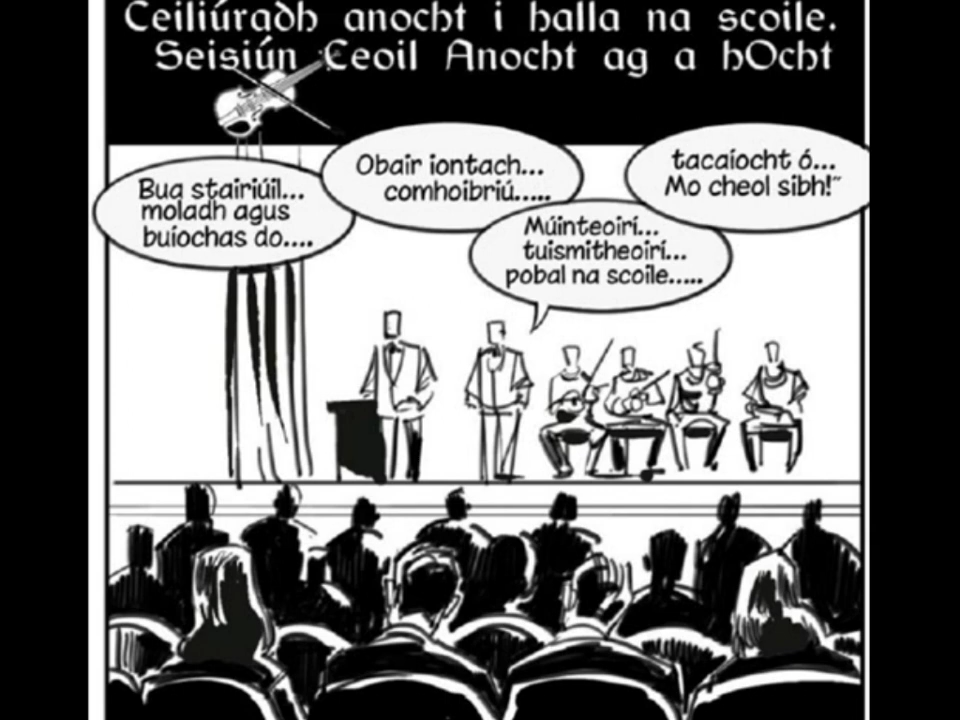 Ceiliúradh anocht i halla na scoile.
Seisiún Ceoil Anocht ag a hOcht
Bua stairiúil...
moladh agus
buíochas do....
Obair iontach...
comhoibriú.....
Múinteoirí...
tuismitheoirí...
pobal na scoile.....
tacaíocht ó...
Mo cheol sibh!"